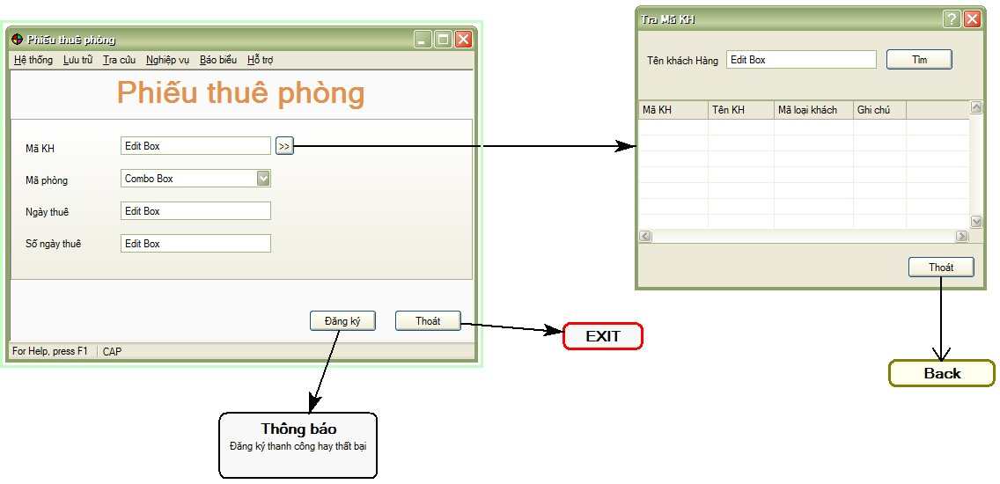 Phiếu thuê phòng
Hệ thống Lưu trữ Tra cứu Nghiệp vụ Báo biểu Hỗ trợ
Phiếu thuê phòng
Mã KH Edit Box >>
Mã phòng Combo Box
Ngày thuê Edit Box
Số ngày thuê Edit Box
Đăng ký Thoát
For Help, press F1 CAP
Tra Mã KH
Tên khách Hàng Edit Box Tìm
Mã KH Tên KH Mã loại khách Ghi chú
Thoát
EXIT
Back
Thông báo
Đăng ký thanh công hay thất bại